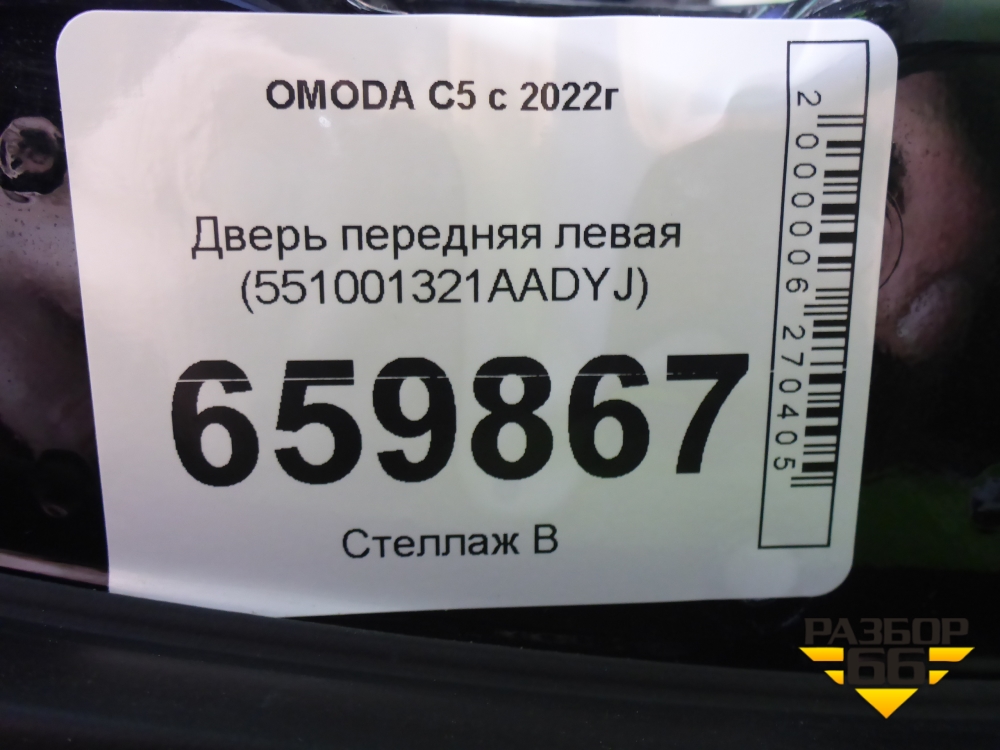 OMODA C5 с 2022г
Дверь передняя левая
(551001321AADYJ)
659867
Стеллаж В
2000006270405
РАЗБОР
66